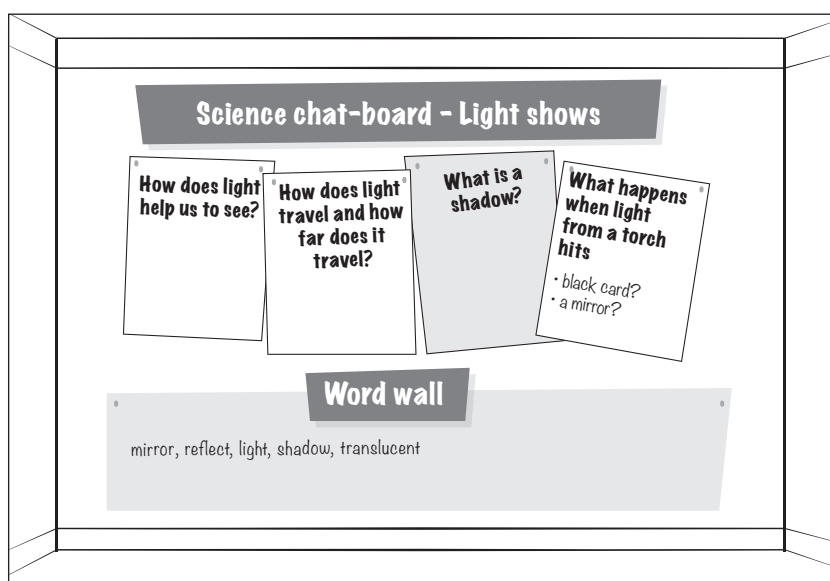 Science chat-board - Light shows
How does light
help us to see?
How does light
travel and how
far does it
travel?
What is a
shadow?
What happens
when light
from a torch
hits
• black card?
• a mirror?
Word wall
mirror, reflect, light, shadow, translucent